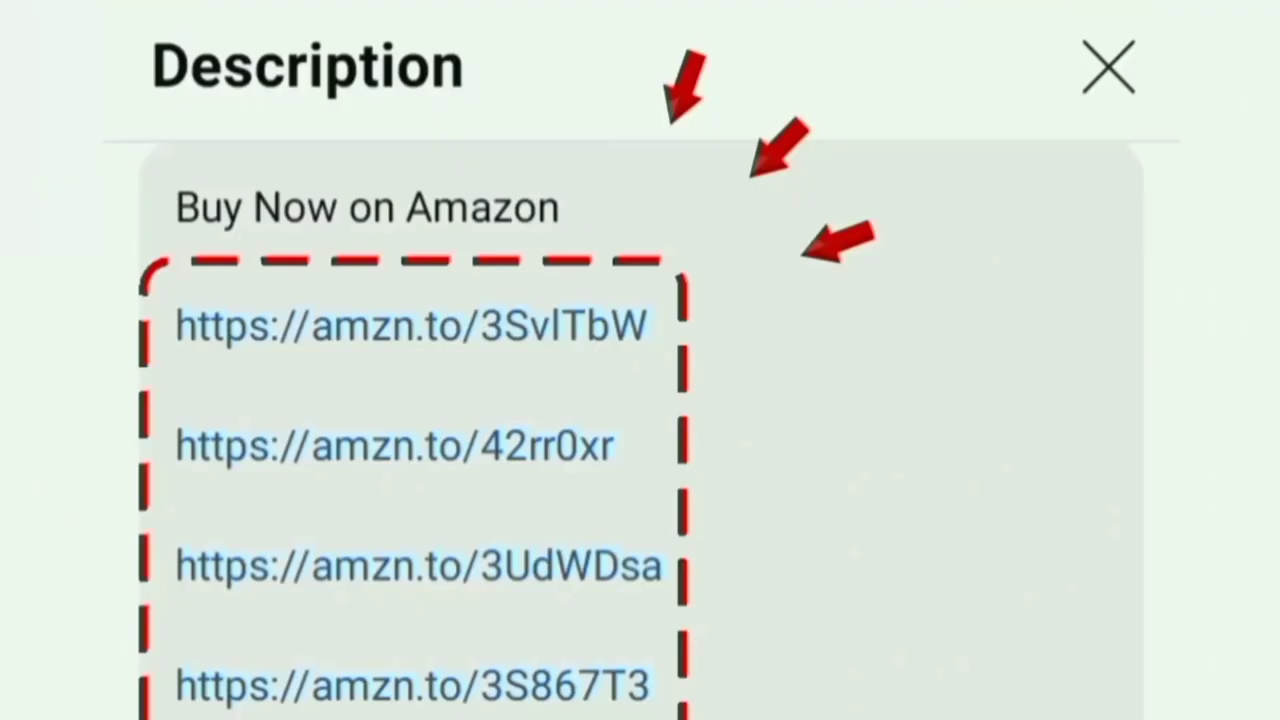 Description
Buy Now on Amazon
https://amzn.to/3SvlTbW
https://amzn.to/42rr0xr
https://amzn.to/3UdWDsa
https://amzn.to/3S867T3